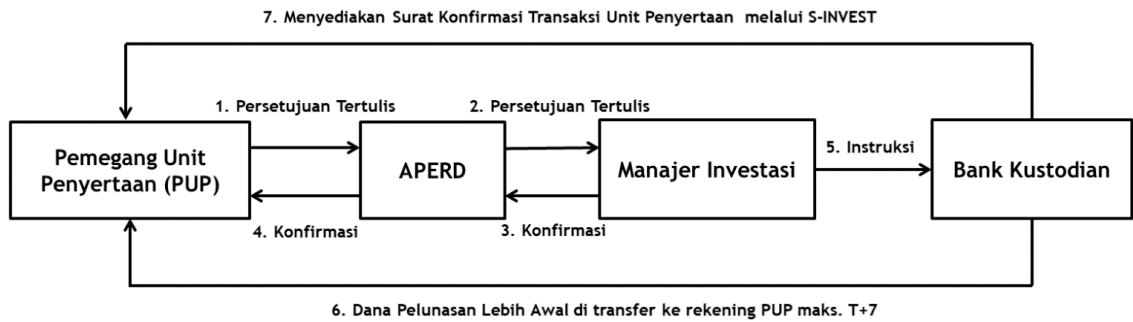 7. Menyediakan Surat Konfirmasi Transaksi Unit Penyertaan melalui S-INVEST
1. Persetujuan Tertulis
2. Persetujuan Tertulis
Pemegang Unit
Penyertaan (PUP)
APERD
Manajer Investasi
5. Instruksi
Bank Kustodian
4. Konfirmasi
3. Konfirmasi
6. Dana Pelunasan Lebih Awal di transfer ke rekening PUP maks. T+7